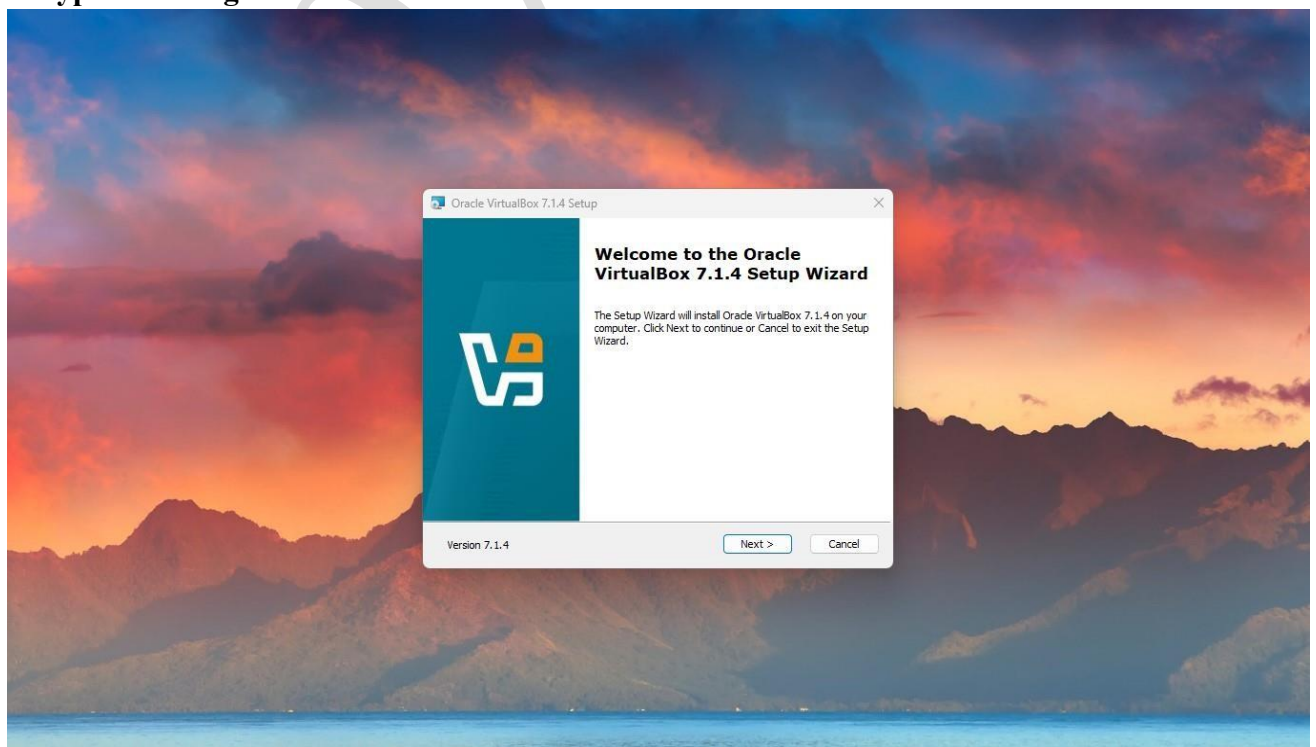 Oracle VirtualBox 7.1.4 Setup
Welcome to the Oracle
VirtualBox 7.1.4 Setup Wizard
The Setup Wizard will install Oracle VirtualBox 7.1.4 on your
computer. Click Next to continue or Cancel to exit the Setup
Wizard.
Version 7.1.4
Next >
Cancel